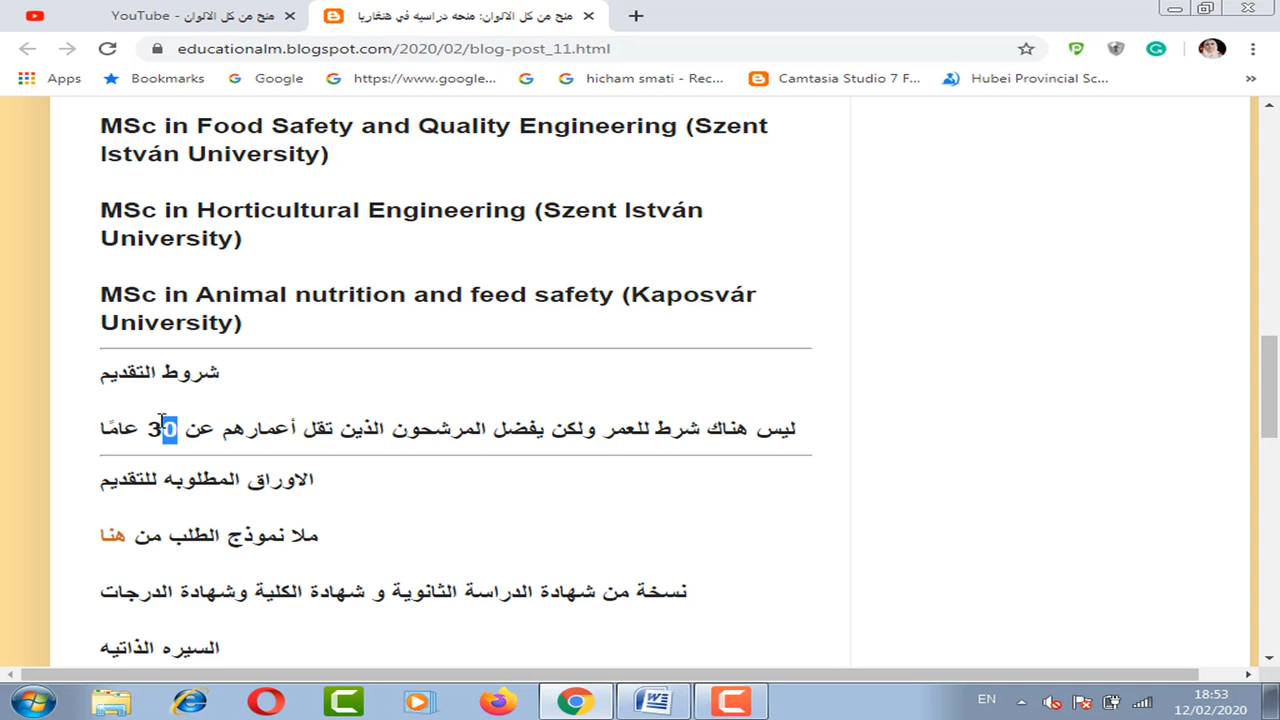 منح من كل الالوان - YouTube
منح من كل الالوان: منحه دراسيه في هنغاريا
educationalm.blogspot.com/2020/02/blog-post_11.html
Apps
Bookmarks
Google
https://www.google...
hicham smati - Rec...
Camtasia Studio 7 F...
Hubei Provincial Sc...
»
MSc in Food Safety and Quality Engineering (Szent
István University)
MSc in Horticultural Engineering (Szent István
University)
MSc in Animal nutrition and feed safety (Kaposvár
University)
شروط التقديم
ليس هناك شرط للعمر ولكن يفضل المرشحون الذين تقل أعمارهم عن 30 عامًا
الاوراق المطلوبه للتقديم
ملا نموذج الطلب من هنا
نسخة من شهادة الدراسة الثانوية و شهادة الكلية وشهادة الدرجات
السيره الذاتيه
EN
18:53
12/02/2020